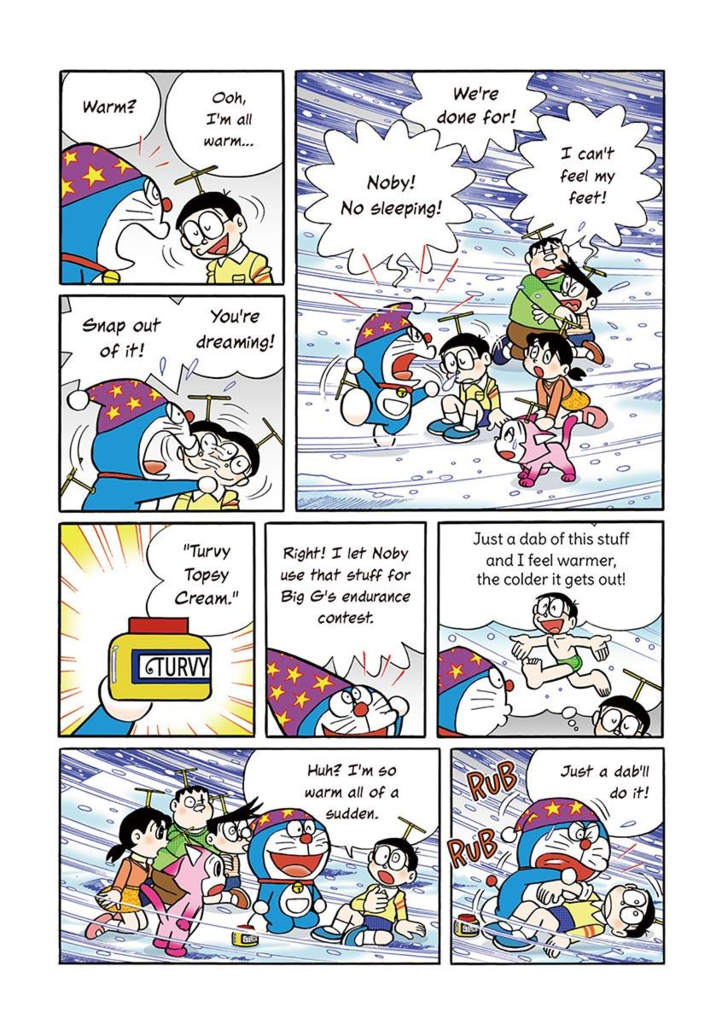 I can't
feel my
feet!
We're
done for!
Noby!
No sleeping!
Ooh,
I'm all
warm...
Warm?
You're
dreaming!
Snap out
of it!
Just a dab of this stuff
and I feel warmer,
the colder it gets out!
Right! I let Noby
use that stuff for
Big G's endurance
contest.
"Turvy
Topsy
Cream."
TURVY
Just a dab'll
do it!
RUB
RUB
Huh? I'm so
warm all of a
sudden.